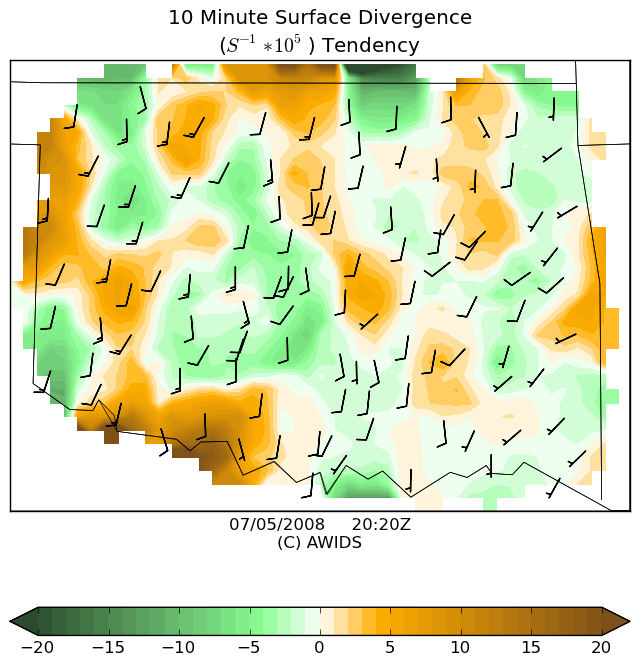 10 Minute Surface Divergence
(S⁻¹ * 10⁵ ) Tendency
07/05/2008 20:20Z
(C) AWIDS
−20 −15 −10 −5 0 5 10 15 20